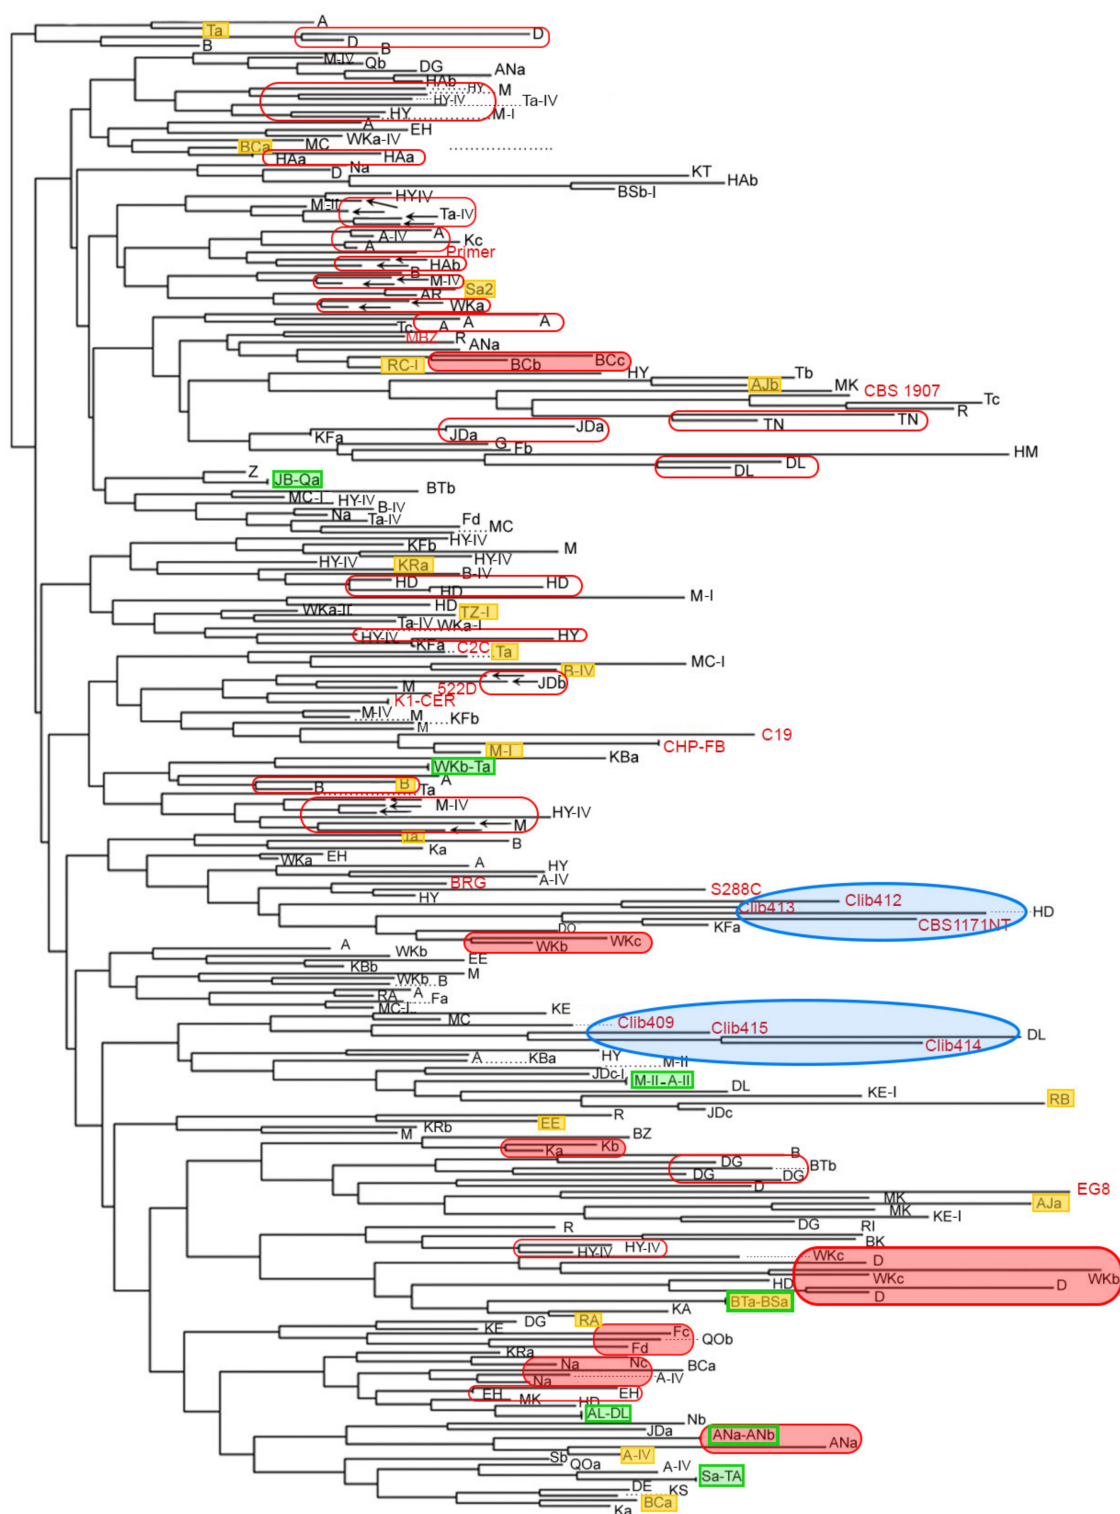 A
Ta
D
D
B
B
M-IV
Qb
DG
ANa
HAb
HY
M
HY-IV
Ta-IV
HY
M-I
A
EH
WKa-IV
BCa
MC
HAa
HAa
D
Na
KT
HAb
BSb-I
HYIV
M-II
Ta-IV
A
A-IV
Kc
A
Primer
HAb
B
M-IV
Sa2
AR
WKa
A
A
A
Tc
MBZ
R
ANa
RC-I
BCb
BCc
HY
Tb
AJb
MK
CBS 1907
Tc
R
TN
TN
JDa
JDa
KFa
G
Fb
HM
DL
DL
Z
JB-Qa
BTb
MC-I
HY-IV
B-IV
Na
Ta-IV
Fd
MC
HY-IV
KFb
M
HY-IV
HY-IV
KRa
B-IV
HD
HD
HD
M-I
HD
WKa-II
TZ-I
Ta-IV
WKa-I
HY-IV
HY
KFa
C2C
Ta
MC-I
B-IV
JDb
M
522D
K1-CER
M-IV
M
KFb
M
C19
CHP-FB
M-I
KBa
WKb-Ta
A
B
B
Ta
M-IV
HY-IV
M
Ta
B
Ka
EH
WKa
A
HY
A-IV
BRG
S288C
HY
Clib412
Clib413
HD
CBS1171NT
KFa
DO
WKc
WKb
A
WKb
EE
KBb
M
WKb
B
A
RA
Fa
MC-I
KE
MC
Clib409
Clib415
DL
Clib414
HY
A
KBa
M-II
JDc-I
M-II-A-II
DL
KE-I
RB
JDc
R
EE
KRb
M
BZ
Kb
Ka
B
DG
BTb
DG
DG
D
EG8
MK
AJa
MK
KE-I
DG
R
RI
BK
HY-IV
HY-IV
WKc
D
WKb
WKc
HD
D
D
BTa-BSa
KA
RA
DG
KE
Fc
QOb
Fd
KRa
Nc
Na
BCa
A-IV
Na
EH
EH
MK
HD
AL-DL
Nb
JDa
ANa-ANb
ANa
A-IV
Sb
QOa
A-IV
Sa-TA
DE
KS
BCa
Ka